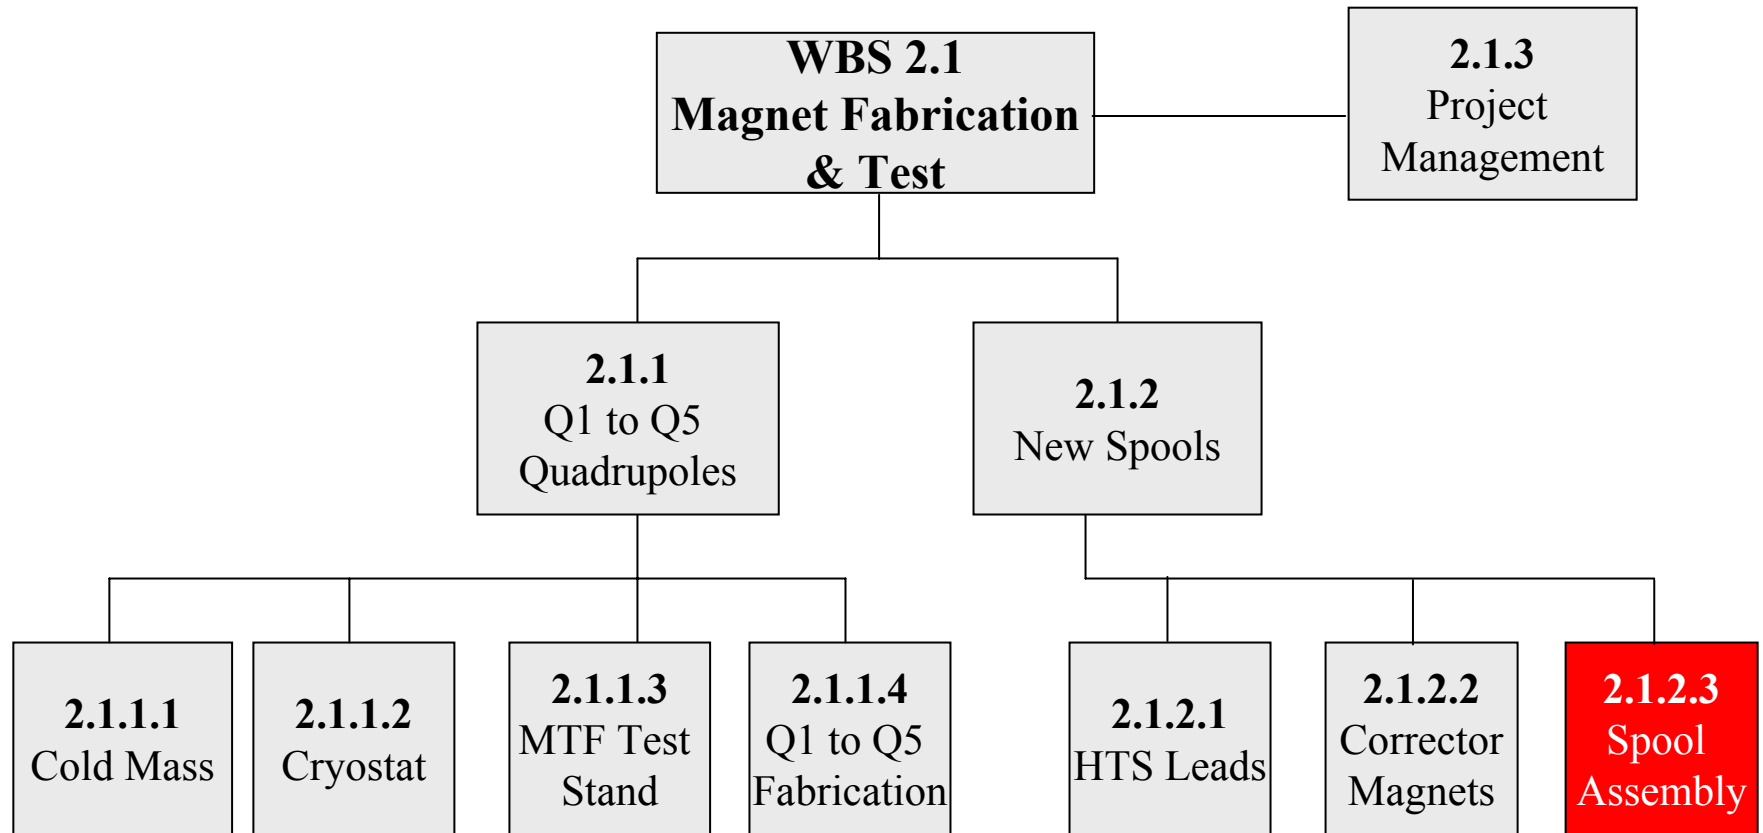 WBS 2.1
Magnet Fabrication
& Test
2.1.3
Project
Management
2.1.1
Q1 to Q5
Quadrupoles
2.1.2
New Spools
2.1.1.1
Cold Mass
2.1.1.2
Cryostat
2.1.1.3
MTF Test
Stand
2.1.1.4
Q1 to Q5
Fabrication
2.1.2.1
HTS Leads
2.1.2.2
Corrector
Magnets
2.1.2.3
Spool
Assembly